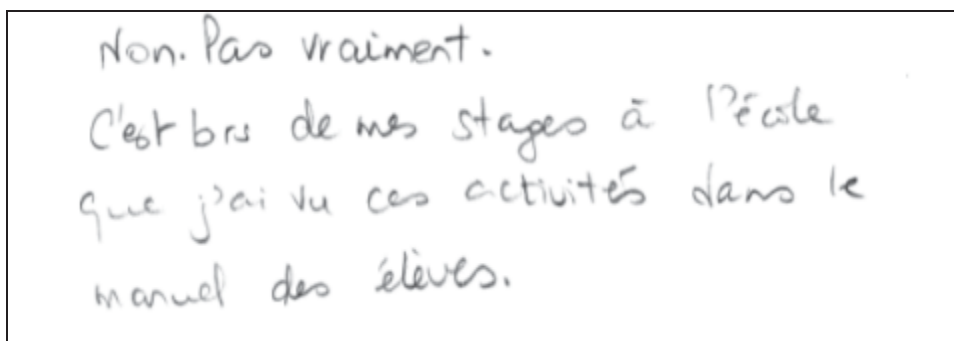 Non. Pas vraiment.
C'est lors de mes stages à l'école
que j'ai vu ces activités dans le
manuel des élèves.